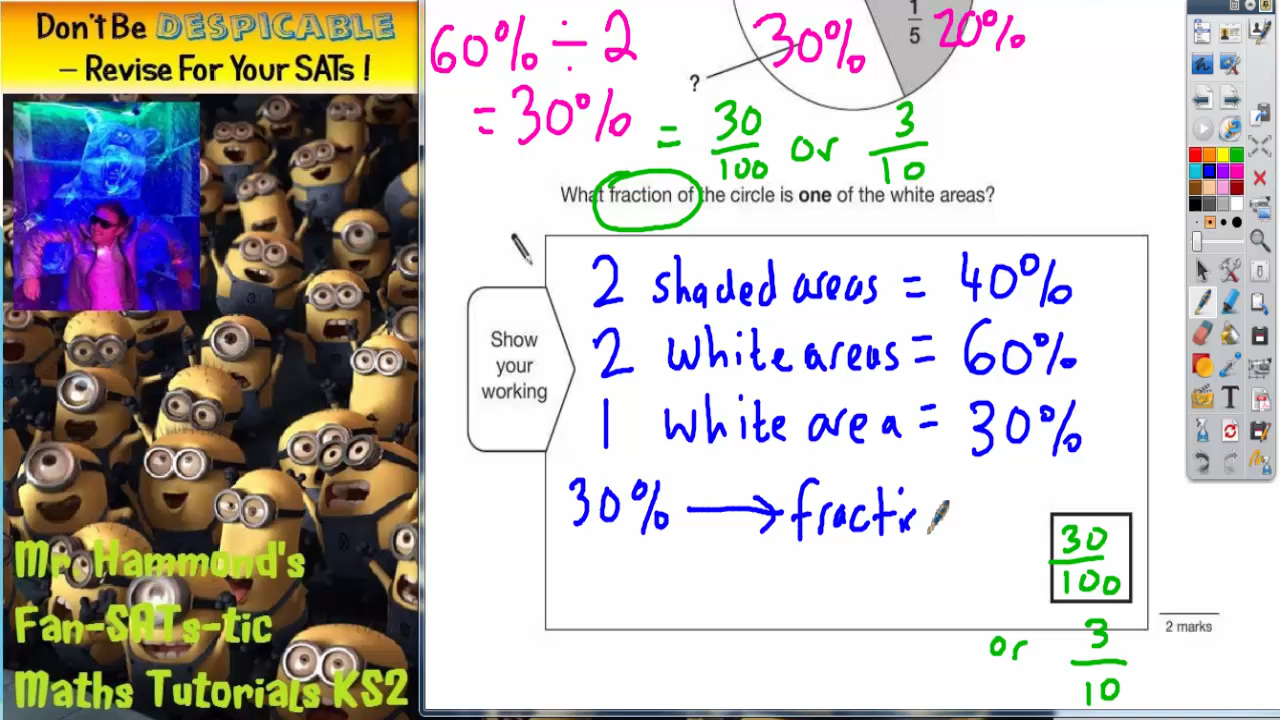 Don't Be DESPICABLE
– Revise For Your SATs !
Mr. Hammond's
Fan-SATs-tic
Maths Tutorials KS2
60% ÷ 2
= 30%
30%
1/5
20%
?
= 30/100 or 3/10
What fraction of the circle is one of the white areas?
Show
your
working
2 shaded areas = 40%
2 white areas = 60%
1 white area = 30%
30% → fractio
30/100
2 marks
or 3/10